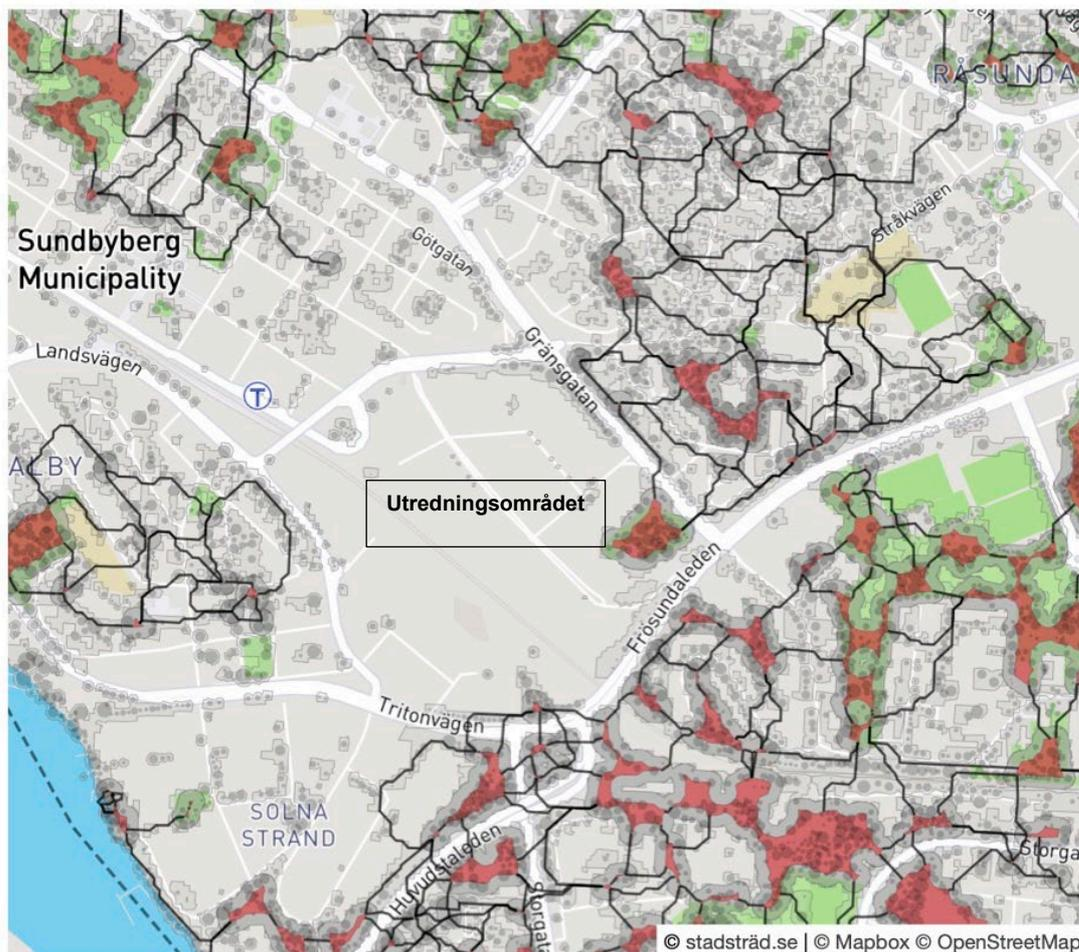 RÅSUNDA
Stråkvägen
Sundbyberg
Municipality
Götgatan
Gränsgatan
Landsvägen
T
ALBY
Utredningsområdet
Frösundaleden
Tritonvägen
SOLNA
STRAND
Huvudstaleden
Storgat
Storga
© stadsträd.se | © Mapbox © OpenStreetMap